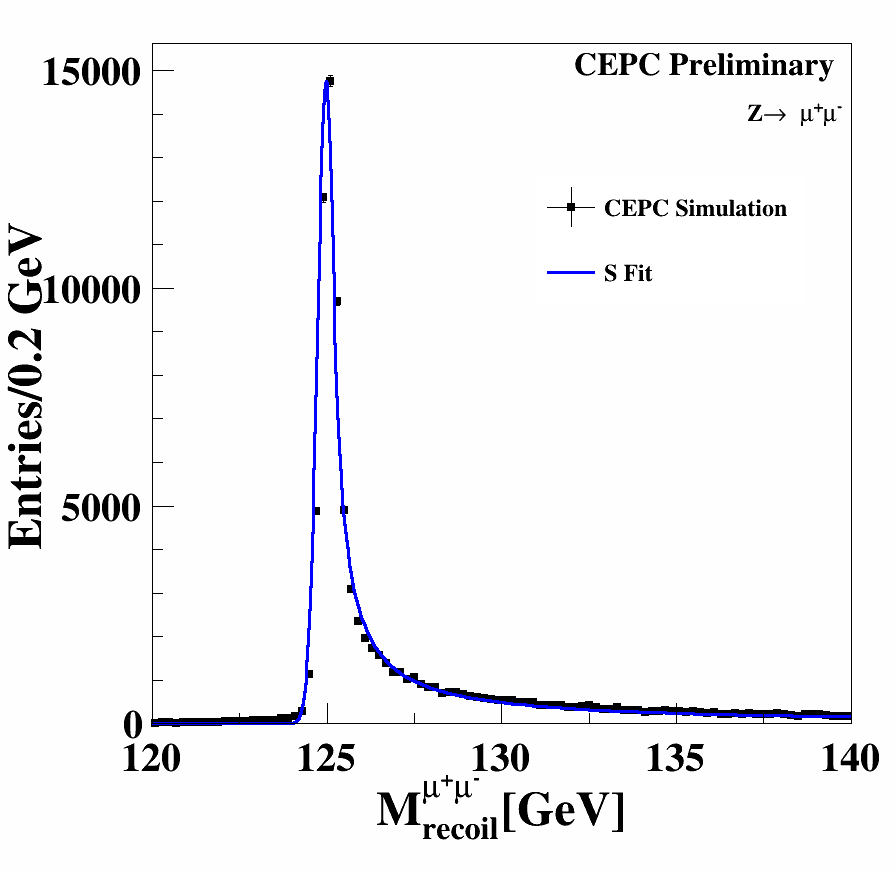 CEPC Preliminary
Z→ μ⁺μ⁻
CEPC Simulation
S Fit
Entries/0.2 GeV
15000
10000
5000
0
120 125 130 135 140
M_recoil^μ⁺μ⁻ [GeV]